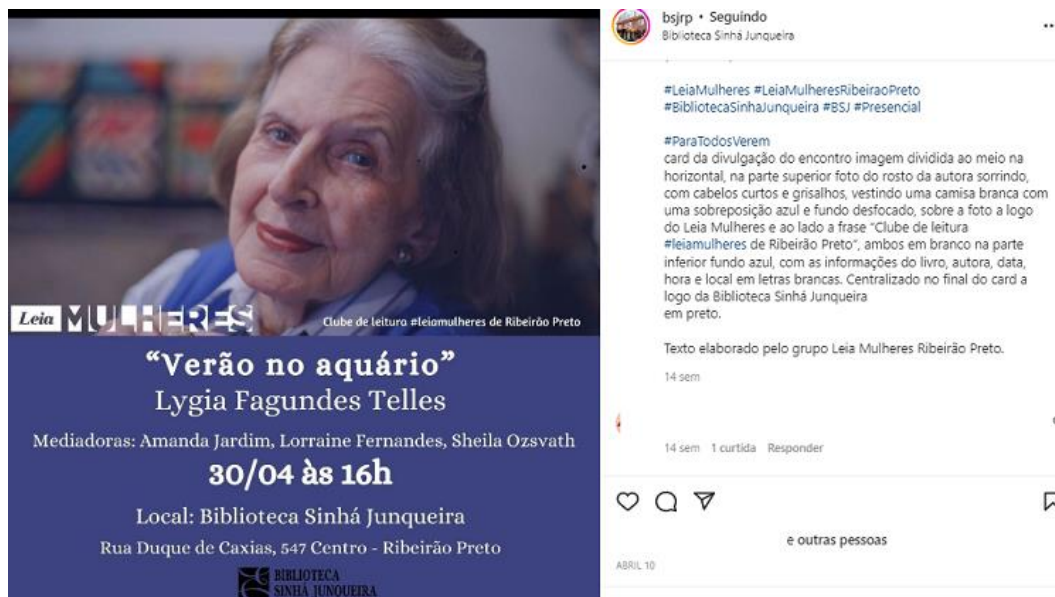 Leia MULHERES
Clube de leitura #leiamulheres de Ribeirão Preto
“Verão no aquário”
Lygia Fagundes Telles
Mediadoras: Amanda Jardim, Lorraine Fernandes, Sheila Ozsvath
30/04 às 16h
Local: Biblioteca Sinhá Junqueira
Rua Duque de Caxias, 547 Centro - Ribeirão Preto
BIBLIOTECA
SINHÁ JUNQUEIRA
bsjrp • Seguindo
Biblioteca Sinhá Junqueira
#LeiaMulheres #LeiaMulheresRibeiraoPreto
#BibliotecaSinhaJunqueira #BSJ #Presencial
#ParaTodosVerem
card da divulgação do encontro imagem dividida ao meio na
horizontal, na parte superior foto do rosto da autora sorrindo,
com cabelos curtos e grisalhos, vestindo uma camisa branca com
uma sobreposição azul e fundo desfocado, sobre a foto a logo
do Leia Mulheres e ao lado a frase “Clube de leitura
#leiamulheres de Ribeirão Preto”, ambos em branco na parte
inferior fundo azul, com as informações do livro, autora, data,
hora e local em letras brancas. Centralizado no final do card a
logo da Biblioteca Sinhá Junqueira
em preto.
Texto elaborado pelo grupo Leia Mulheres Ribeirão Preto.
14 sem
14 sem 1 curtida Responder
e outras pessoas
ABRIL 10